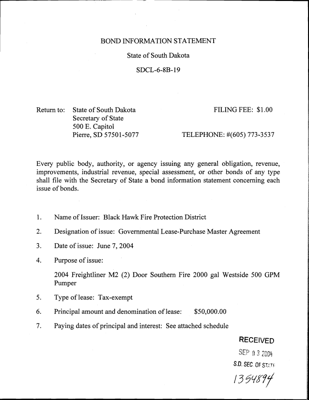 BOND INFORMATION STATEMENT
State of South Dakota
SDCL-6-8B-19
Return to: State of South Dakota FILING FEE: $1.00
Secretary of State
500 E. Capitol
Pierre, SD 57501-5077 TELEPHONE: #(605) 773-3537
Every public body, authority, or agency issuing any general obligation, revenue,
improvements, industrial revenue, special assessment, or other bonds of any type
shall file with the Secretary of State a bond information statement concerning each
issue of bonds.
1. Name of Issuer: Black Hawk Fire Protection District
2. Designation of issue: Governmental Lease-Purchase Master Agreement
3. Date of issue: June 7, 2004
4. Purpose of issue:
2004 Freightliner M2 (2) Door Southern Fire 2000 gal Westside 500 GPM
Pumper
5. Type of lease: Tax-exempt
6. Principal amount and denomination of lease: $50,000.00
7. Paying dates of principal and interest: See attached schedule
RECEIVED
SEP 07 2004
S.D. SEC. OF STATE
1354894